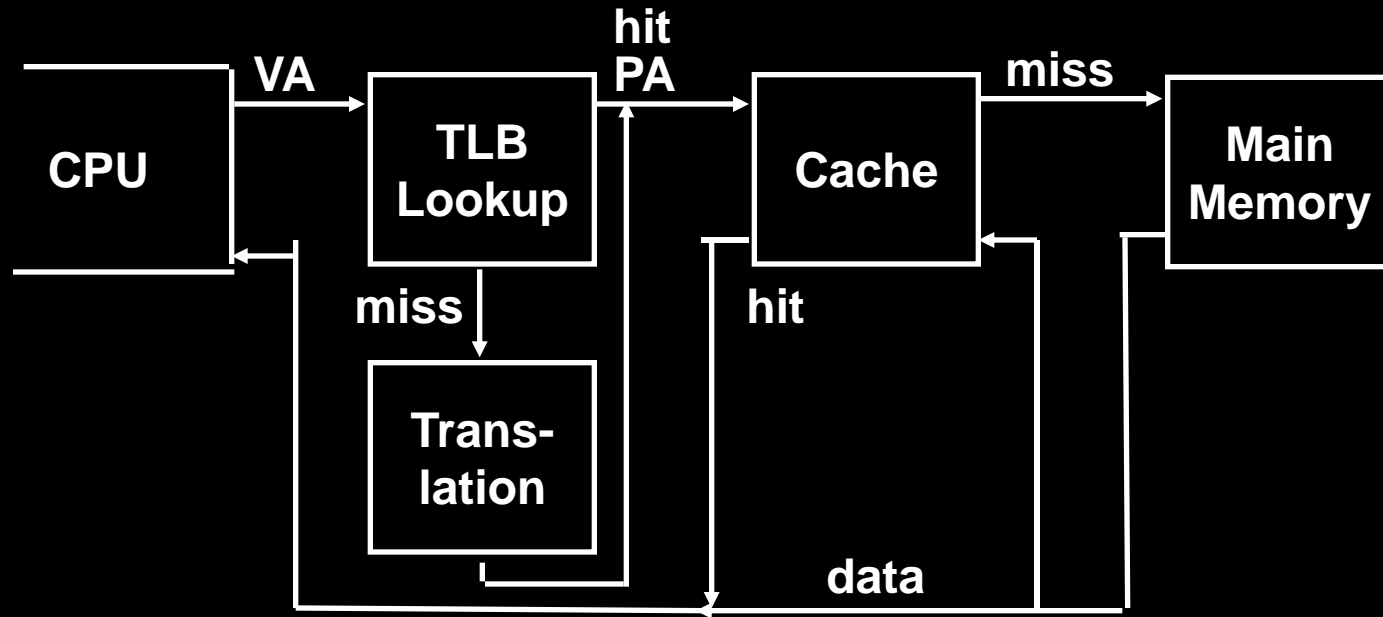 hit
VA
PA
miss
CPU
TLB
Lookup
Cache
Main
Memory
miss
hit
Trans-
lation
data